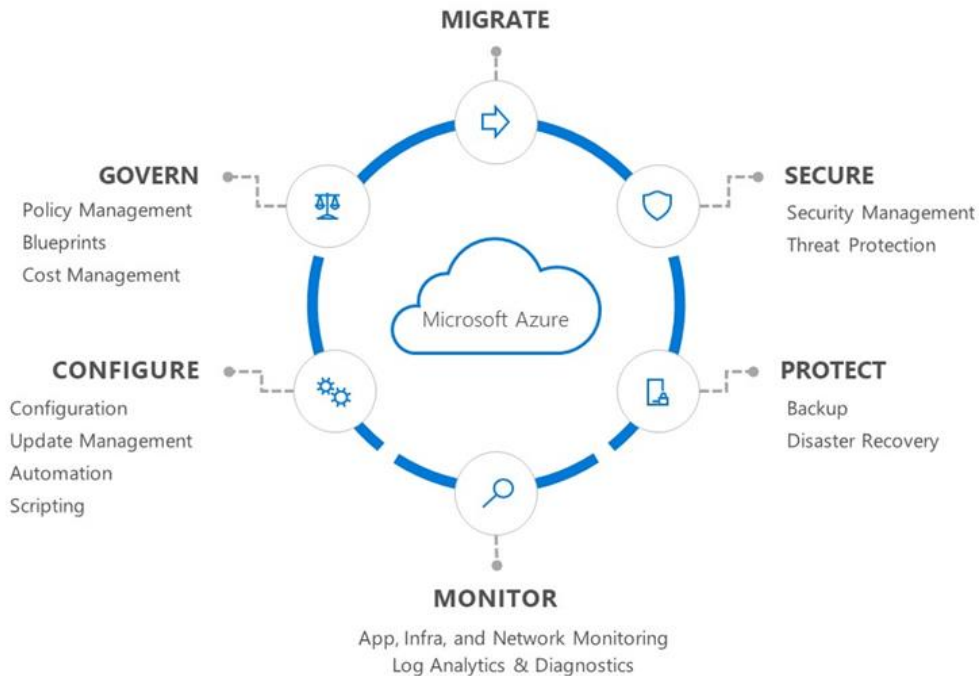 MIGRATE
GOVERN
Policy Management
Blueprints
Cost Management
SECURE
Security Management
Threat Protection
Microsoft Azure
CONFIGURE
Configuration
Update Management
Automation
Scripting
PROTECT
Backup
Disaster Recovery
MONITOR
App, Infra, and Network Monitoring
Log Analytics & Diagnostics